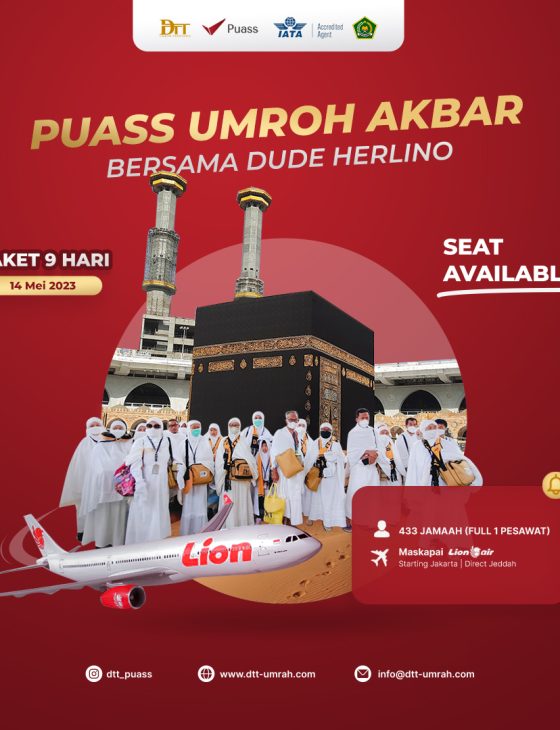 DTT
Puass
IATA
Accredited
Agent
PUASS UMROH AKBAR
BERSAMA DUDE HERLINO
AKET 9 HARI
14 Mei 2023
SEAT
AVAILABL
Lion
433 JAMAAH (FULL 1 PESAWAT)
Maskapai Lion air
Starting Jakarta | Direct Jeddah
dtt_puass
www.dtt-umrah.com
info@dtt-umrah.com